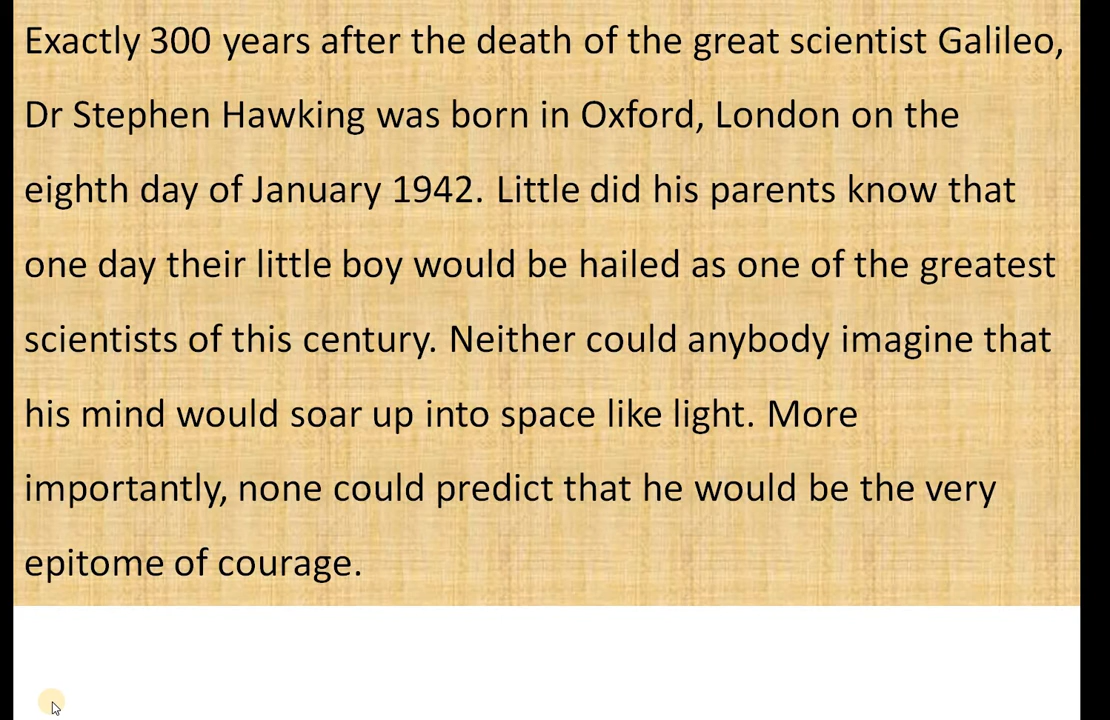 Exactly 300 years after the death of the great scientist Galileo,
Dr Stephen Hawking was born in Oxford, London on the
eighth day of January 1942. Little did his parents know that
one day their little boy would be hailed as one of the greatest
scientists of this century. Neither could anybody imagine that
his mind would soar up into space like light. More
importantly, none could predict that he would be the very
epitome of courage.